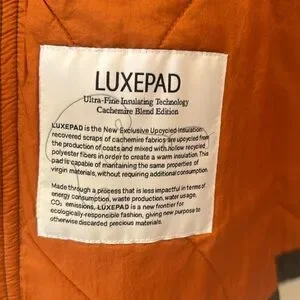 LUXEPAD
Ultra-Fine Insulating Technology
Cachemire Blend Edition
LUXEPAD is the New Exclusive Upcycled Insulation:
recovered scraps of cachemire fabrics are upcycled from
the production of coats and mixed with hollow recycled
polyester fibers in order to create a warm insulation. This
pad is capable of maintaining the same properties of
virgin materials, without requiring additional consumption.
Made through a process that is less impactful in terms of
energy consumption, waste production, water usage,
CO₂ emissions, LUXEPAD is a new frontier for
ecologically-responsible fashion, giving new purpose to
otherwise discarded precious materials.